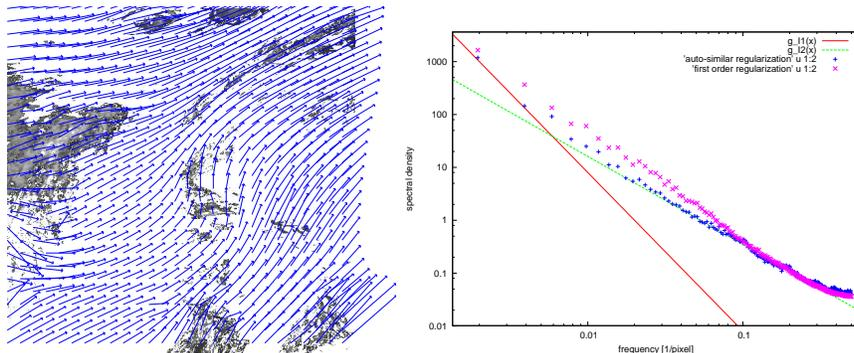 g_l1(x)
g_l2(x)
'auto-similar regularization' u 1:2
'first order regularization' u 1:2
1000
100
10
1
0.1
0.01
spectral density
0.01
0.1
frequency [1/pixel]